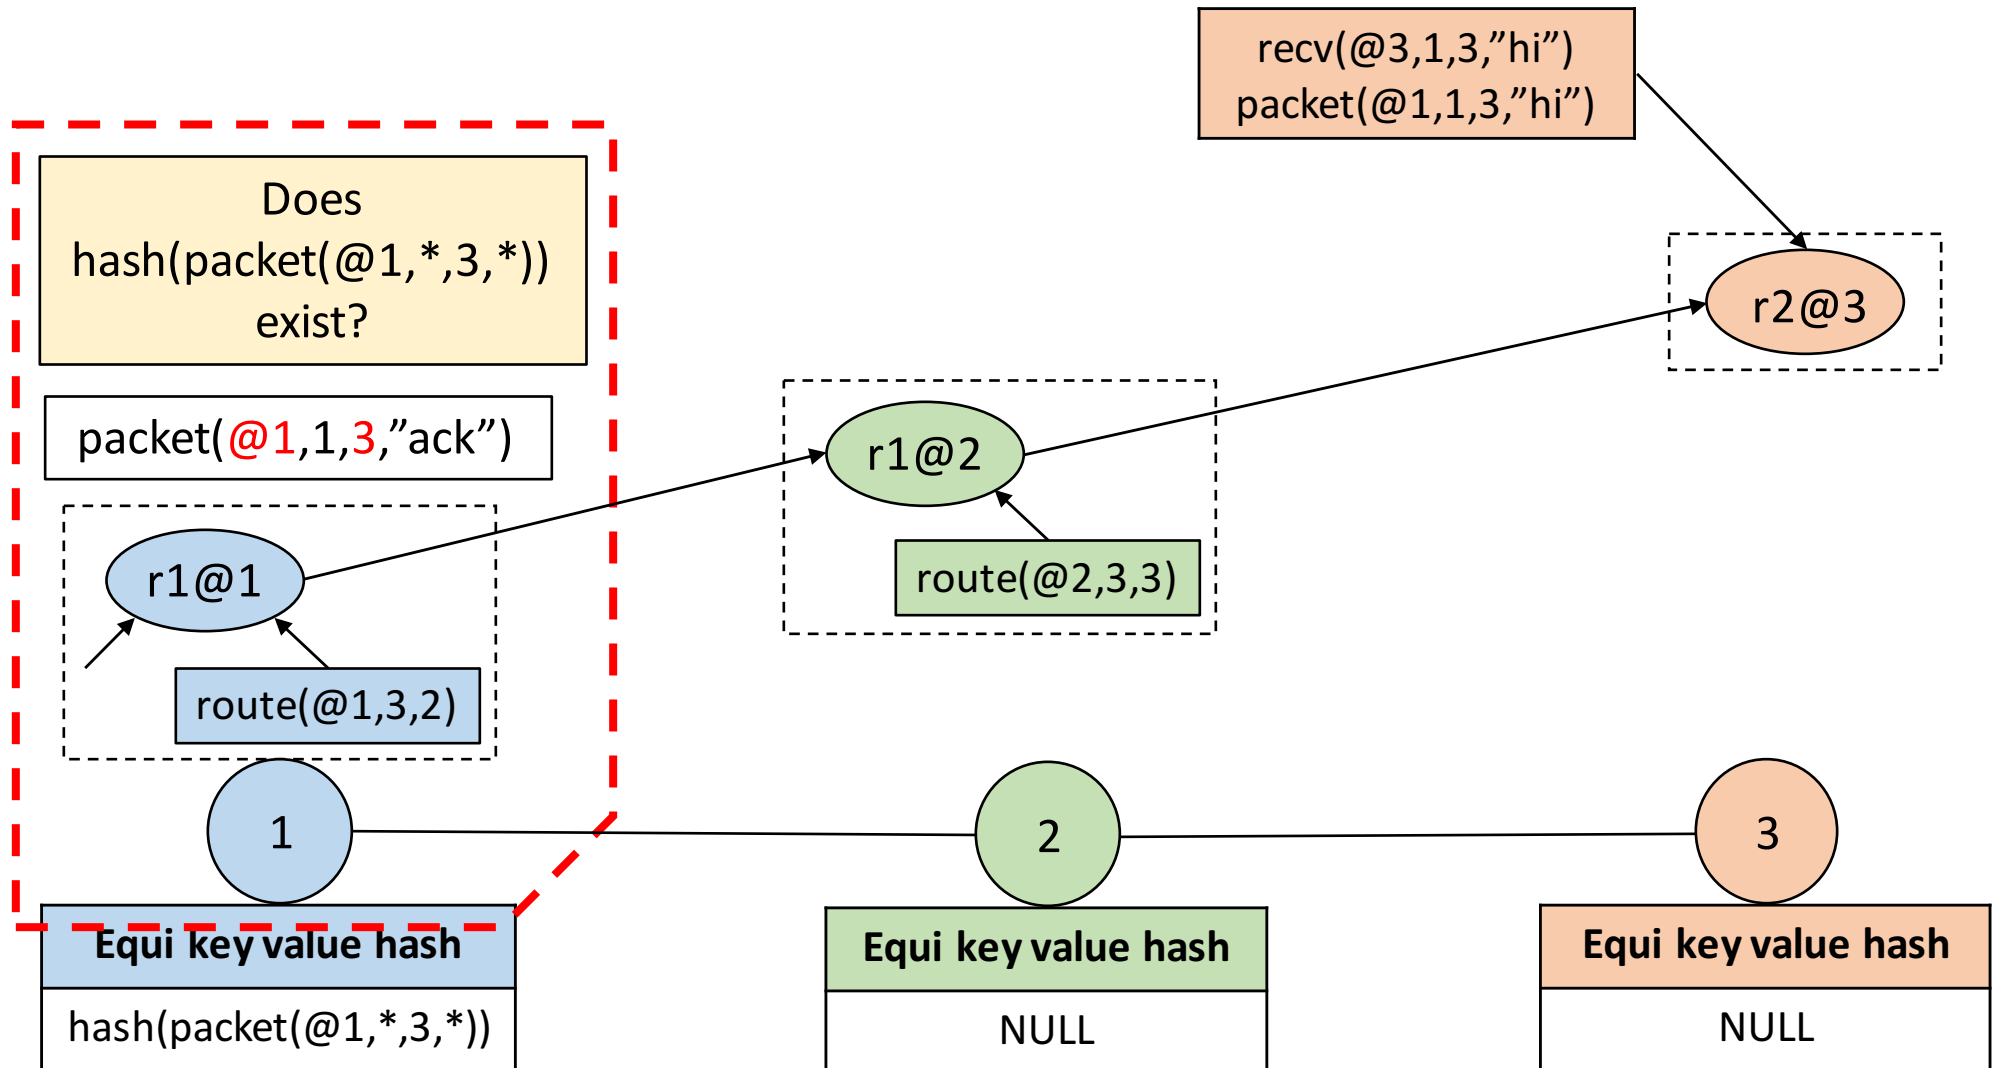 recv(@3,1,3,”hi”)
packet(@1,1,3,”hi”)
Does
hash(packet(@1,*,3,*))
exist?
packet(@1,1,3,”ack”)
r2@3
r1@2
route(@2,3,3)
r1@1
route(@1,3,2)
1
2
3
Equi key value hash
hash(packet(@1,*,3,*))
Equi key value hash
NULL
Equi key value hash
NULL